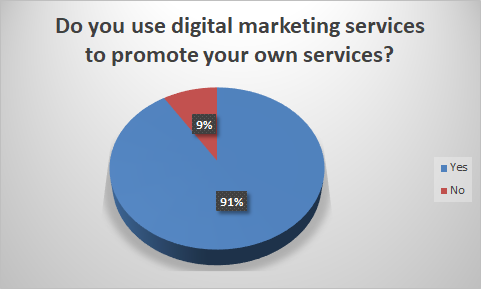 Do you use digital marketing services
to promote your own services?
9%
Yes
No
91%